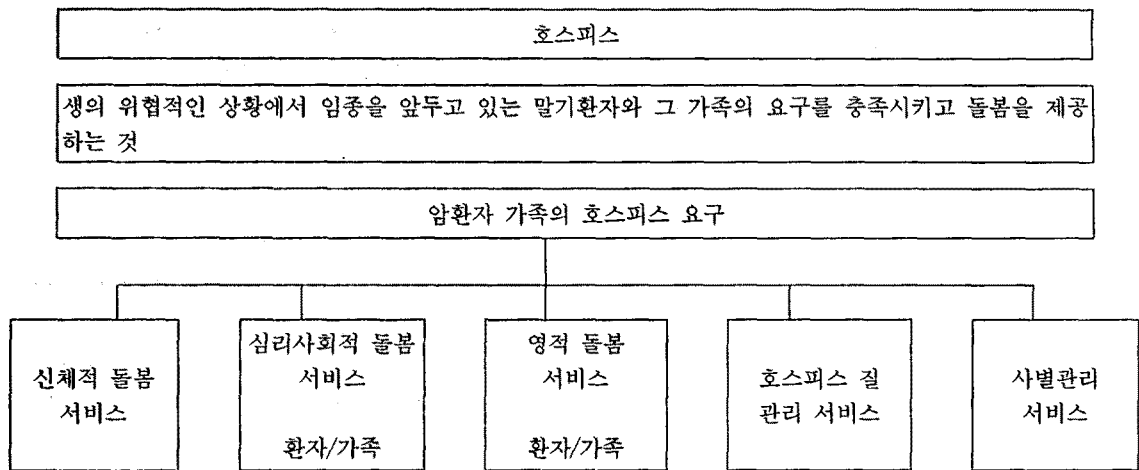 호스피스
생의 위협적인 상황에서 임종을 앞두고 있는 말기환자와 그 가족의 요구를 충족시키고 돌봄을 제공
하는 것
암환자 가족의 호스피스 요구
신체적 돌봄
서비스
심리사회적 돌봄
서비스
환자/가족
영적 돌봄
서비스
환자/가족
호스피스 질
관리 서비스
사별관리
서비스